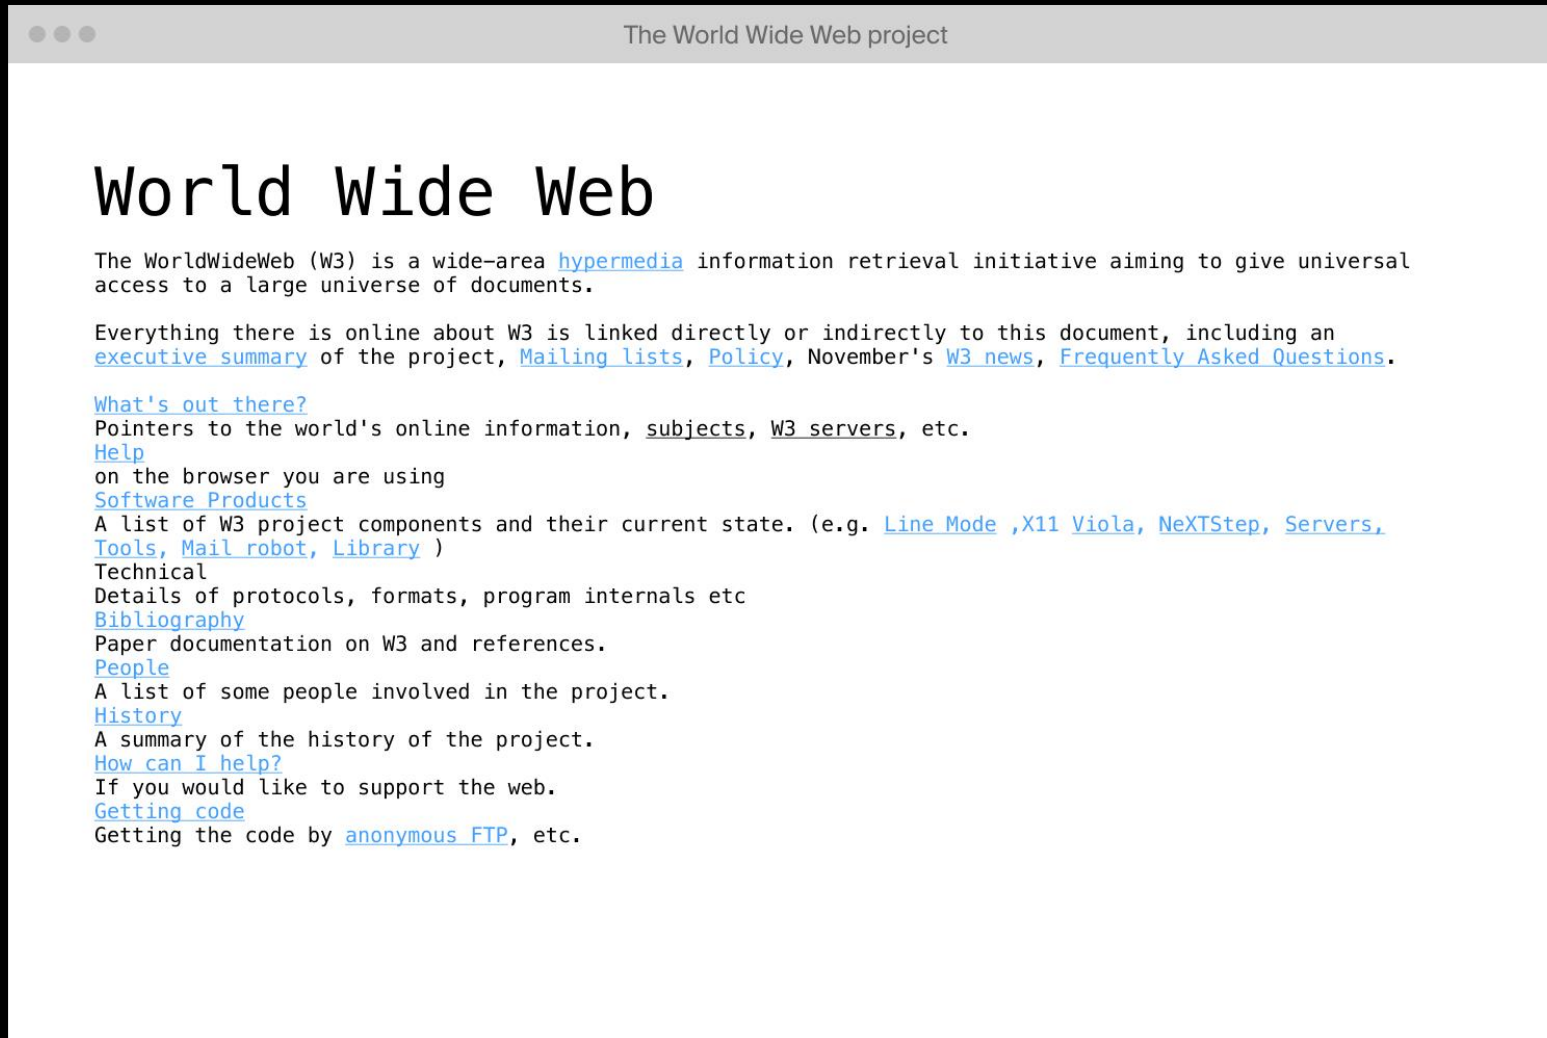 The World Wide Web project
World Wide Web
The WorldWideWeb (W3) is a wide-area hypermedia information retrieval initiative aiming to give universal
access to a large universe of documents.
Everything there is online about W3 is linked directly or indirectly to this document, including an
executive summary of the project, Mailing lists, Policy, November's W3 news, Frequently Asked Questions.
What's out there?
Pointers to the world's online information, subjects, W3 servers, etc.
Help
on the browser you are using
Software Products
A list of W3 project components and their current state. (e.g. Line Mode ,X11 Viola, NeXTStep, Servers,
Tools, Mail robot, Library )
Technical
Details of protocols, formats, program internals etc
Bibliography
Paper documentation on W3 and references.
People
A list of some people involved in the project.
History
A summary of the history of the project.
How can I help?
If you would like to support the web.
Getting code
Getting the code by anonymous FTP, etc.